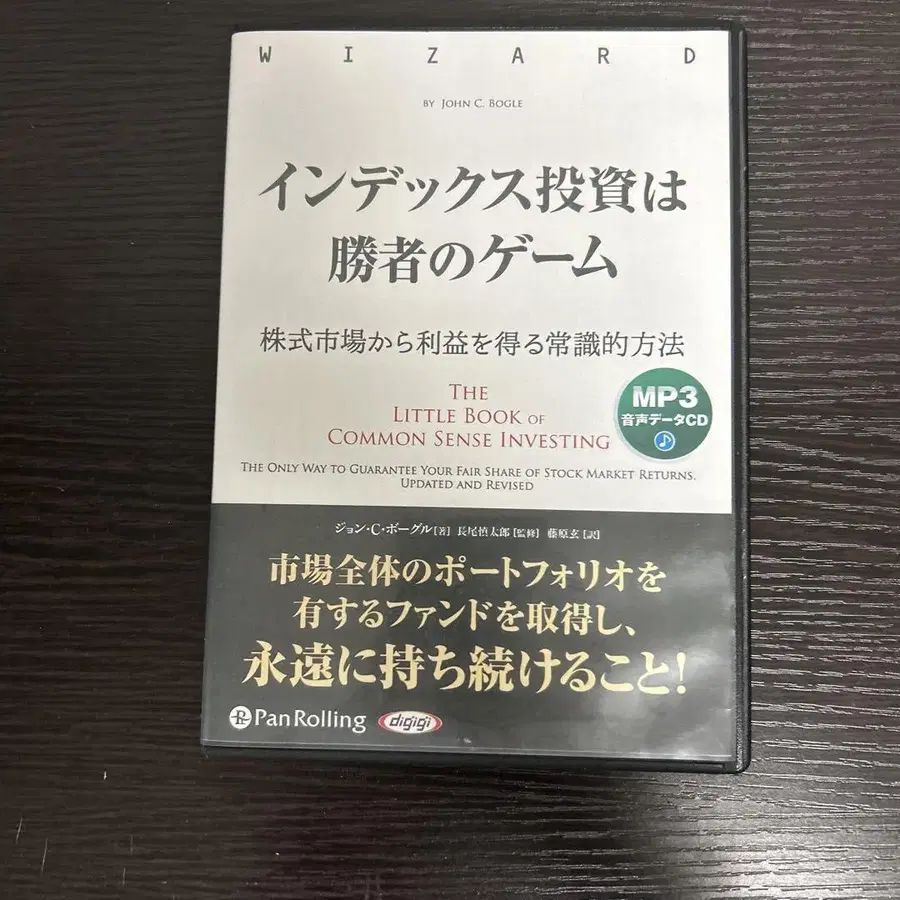 WIZARD
BY JOHN C. BOGLE
インデックス投資は
勝者のゲーム
株式市場から利益を得る常識的方法
THE
LITTLE BOOK OF
COMMON SENSE INVESTING
MP3
音声データCD
THE ONLY WAY TO GUARANTEE YOUR FAIR SHARE OF STOCK MARKET RETURNS.
UPDATED AND REVISED
ジョン・C・ボーグル[著] 長尾慎太郎[監修] 藤原玄[訳]
市場全体のポートフォリオを
有するファンドを取得し、
永遠に持ち続けること!
PanRolling digigi